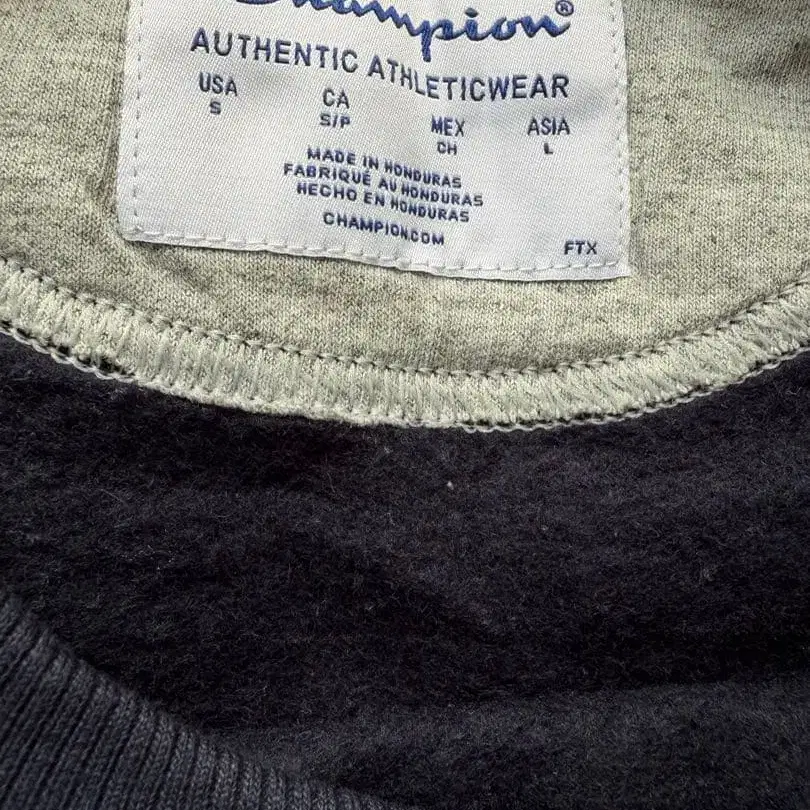 Champion®
AUTHENTIC ATHLETICWEAR
USA CA MEX ASIA
S S/P CH L
MADE IN HONDURAS
FABRIQUÉ AU HONDURAS
HECHO EN HONDURAS
CHAMPION.COM
FTX